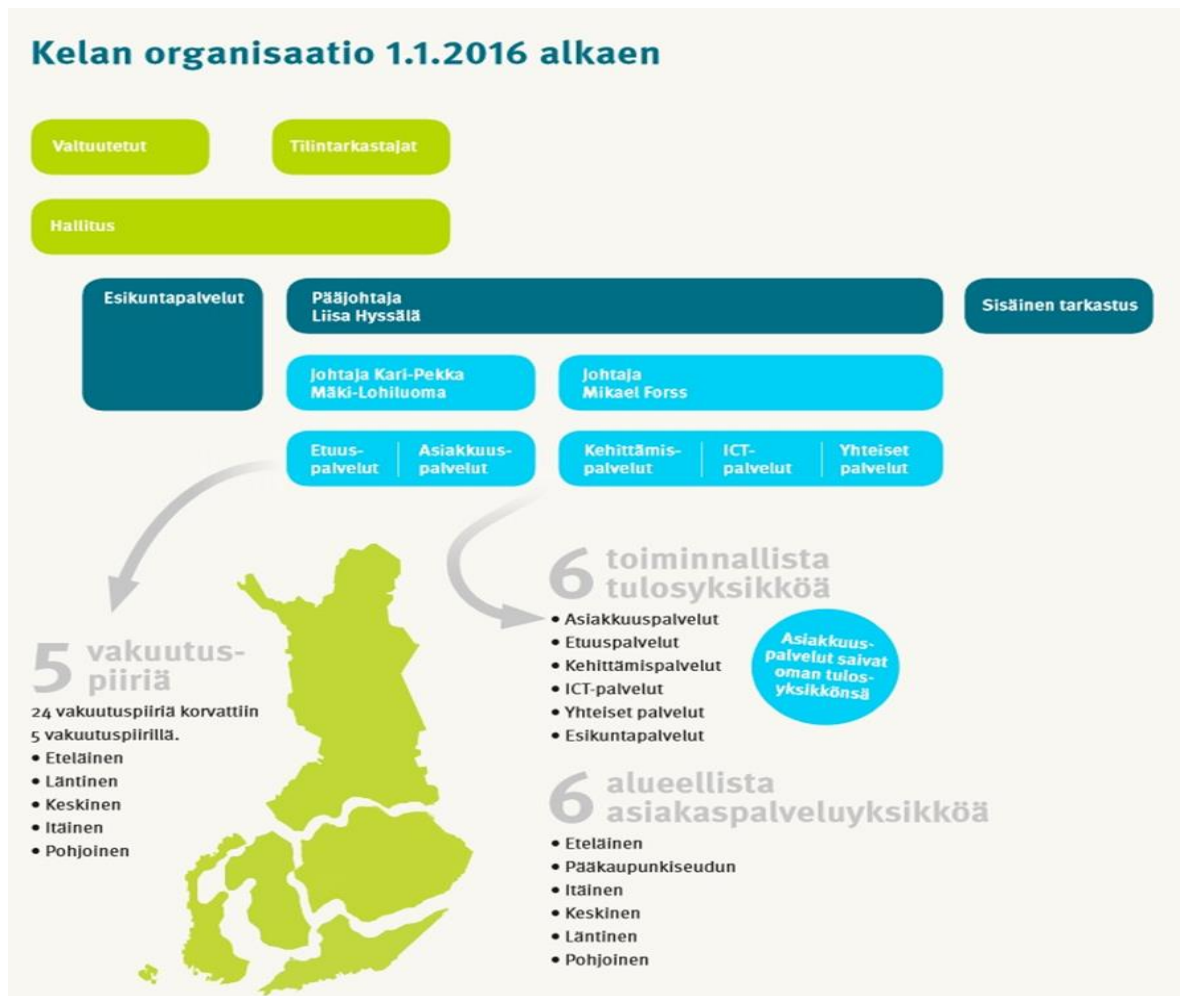 Kelan organisaatio 1.1.2016 alkaen
Valtuutetut
Tilintarkastajat
Hallitus
Esikuntapalvelut
Pääjohtaja
Liisa Hyssälä
Sisäinen tarkastus
Johtaja Kari-Pekka
Mäki-Lohiluoma
Johtaja
Mikael Forss
Etuus-
palvelut
Asiakkuus-
palvelut
Kehittämis-
palvelut
ICT-
palvelut
Yhteiset
palvelut
5 vakuutus-
piiriä
24 vakuutuspiiriä korvattiin
5 vakuutuspiirillä.
• Eteläinen
• Läntinen
• Keskinen
• Itäinen
• Pohjoinen
6 toiminnallista
tulosyksikköä
• Asiakkuuspalvelut
• Etuuspalvelut
• Kehittämispalvelut
• ICT-palvelut
• Yhteiset palvelut
• Esikuntapalvelut
Asiakkuus-
palvelut saivat
oman tulos-
yksikkönsä
6 alueellista
asiakaspalveluyksikköä
• Eteläinen
• Pääkaupunkiseudun
• Itäinen
• Keskinen
• Läntinen
• Pohjoinen